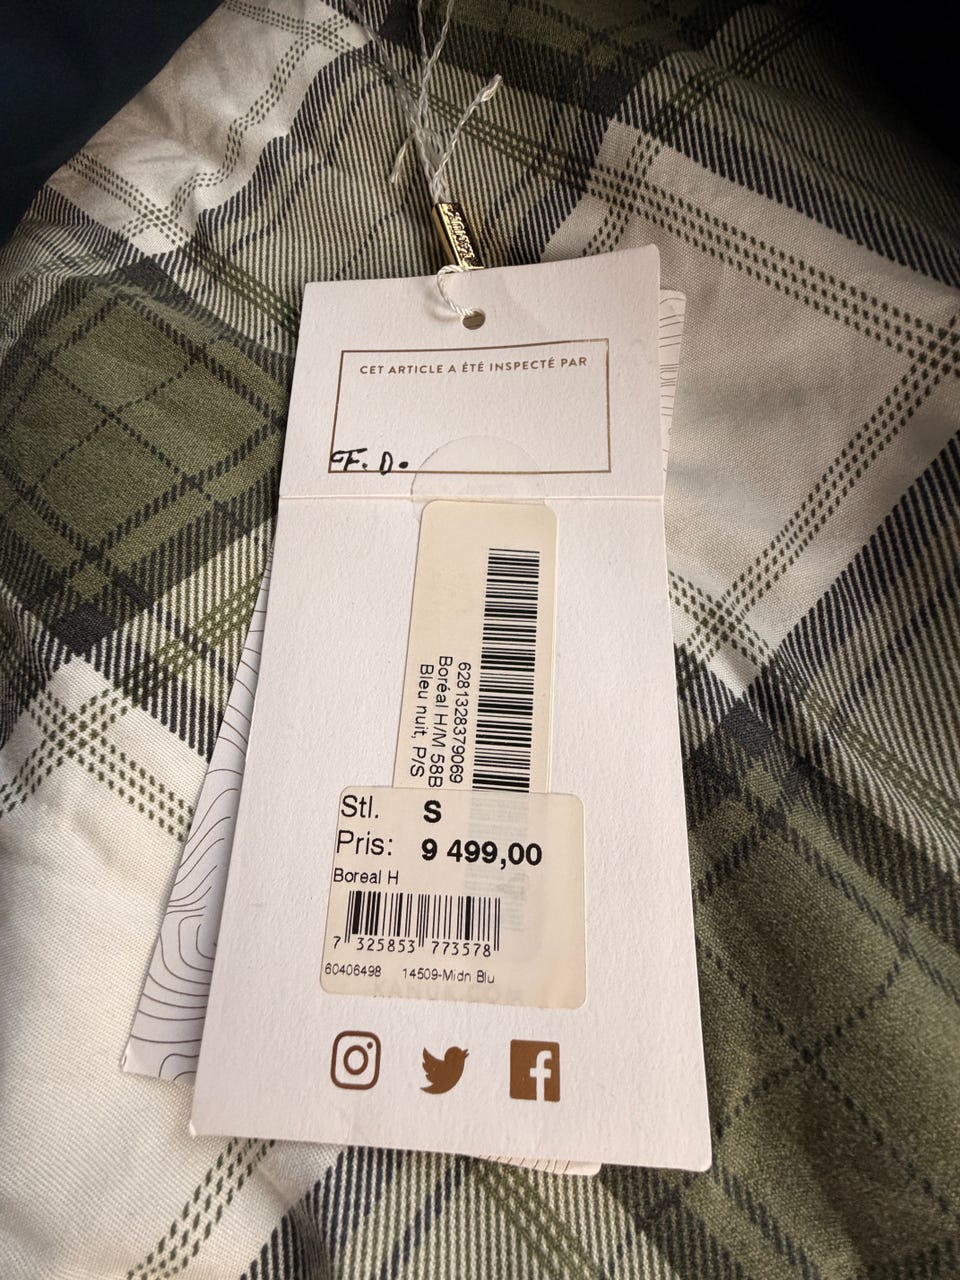 CET ARTICLE A ÉTÉ INSPECTÉ PAR
F. D.
6281328379069
Boréal H/M 58B
Bleu nuit, P/S
Stl. S
Pris: 9 499,00
Boreal H
7 325853 773578
60406498 14509-Midn Blu